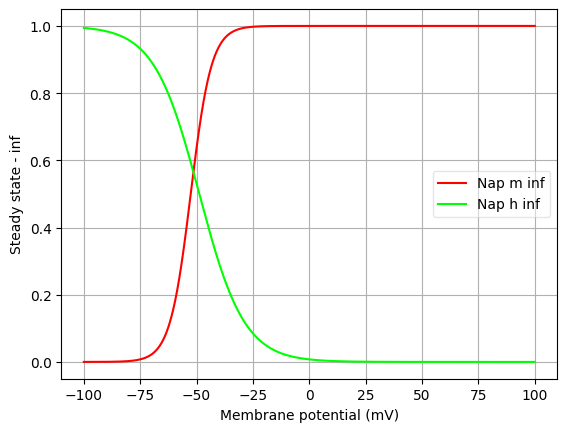 1.0
0.8
0.6
0.4
0.2
0.0
Steady state - inf
Nap m inf
Nap h inf
−100 −75 −50 −25 0 25 50 75 100
Membrane potential (mV)